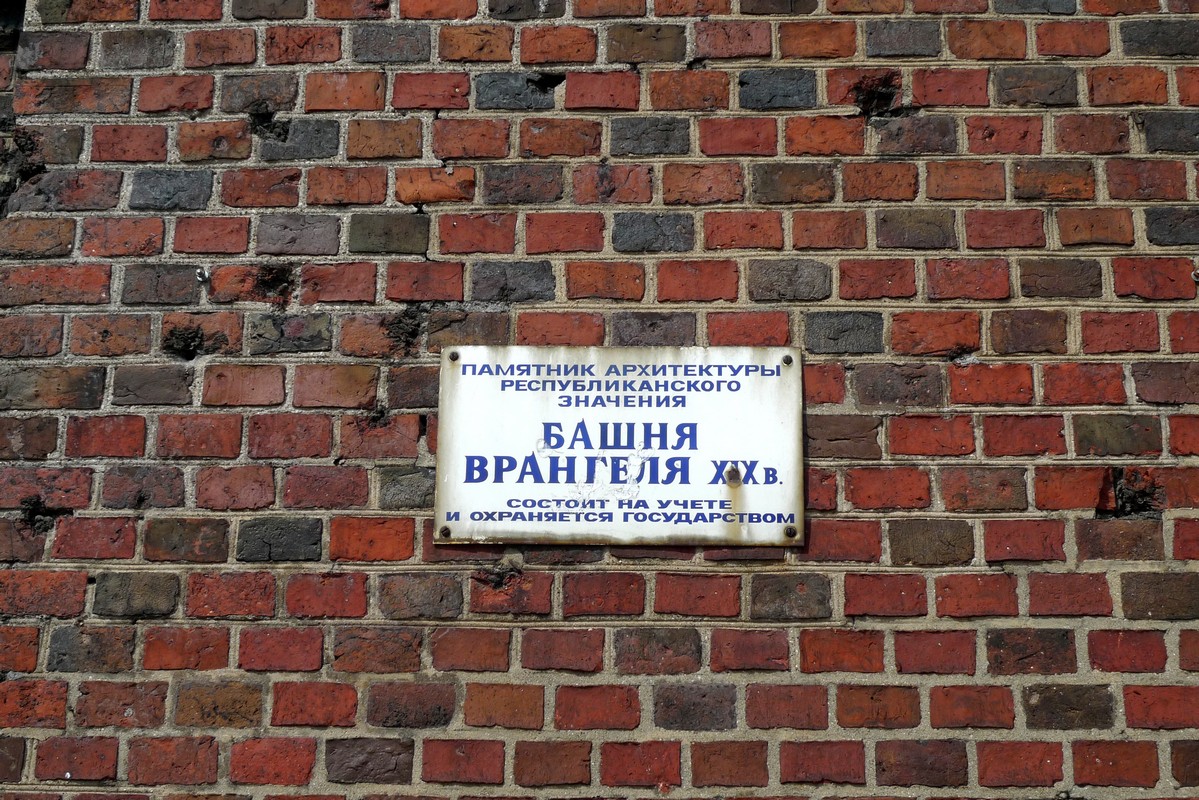 ПАМЯТНИК АРХИТЕКТУРЫ
РЕСПУБЛИКАНСКОГО
ЗНАЧЕНИЯ
БАШНЯ
ВРАНГЕЛЯ XIX в.
СОСТОИТ НА УЧЕТЕ
И ОХРАНЯЕТСЯ ГОСУДАРСТВОМ